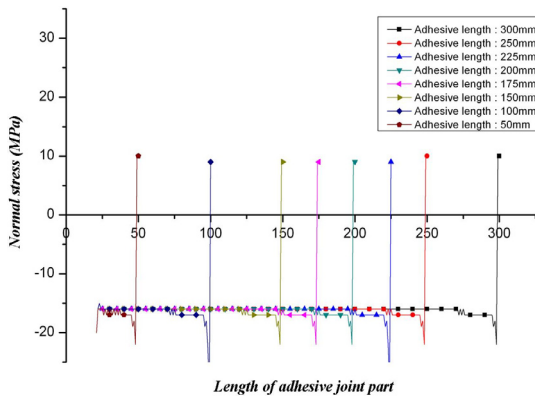 Normal stress (MPa)
30
20
10
0
-10
-20
0 50 100 150 200 250 300
Length of adhesive joint part
Adhesive length : 300mm
Adhesive length : 250mm
Adhesive length : 225mm
Adhesive length : 200mm
Adhesive length : 175mm
Adhesive length : 150mm
Adhesive length : 100mm
Adhesive length : 50mm